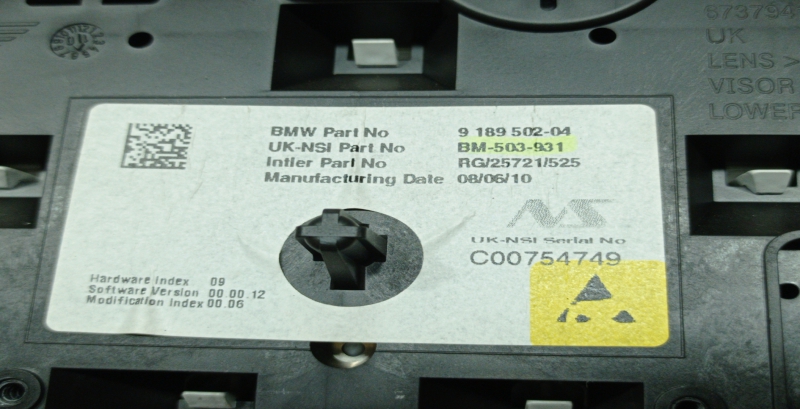 873794
UK
LENS >
VISOR
LOWER
BMW Part No 9 189 502-04
UK-NSI Part No BM-503-931
Intier Part No RG/25721/525
Manufacturing Date 08/06/10
NS
UK-NSI Serial No
C00754749
Hardware Index 09
Software Version 00.00.12
Modification Index 00.06